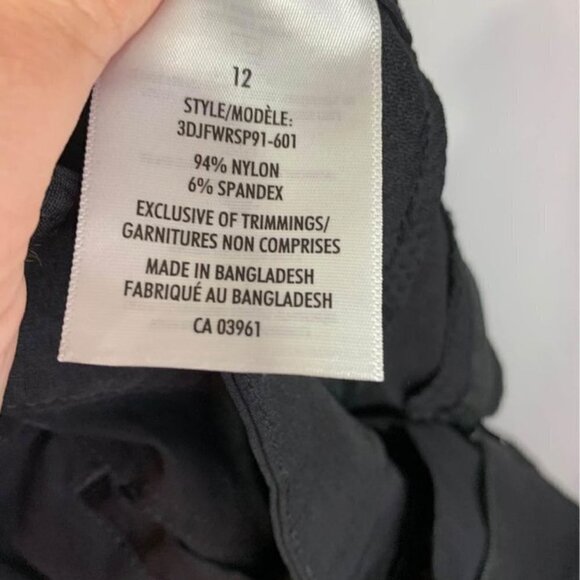 12
STYLE/MODÈLE:
3DJFWRSP91-601
94% NYLON
6% SPANDEX
EXCLUSIVE OF TRIMMINGS/
GARNITURES NON COMPRISES
MADE IN BANGLADESH
FABRIQUÉ AU BANGLADESH
CA 03961